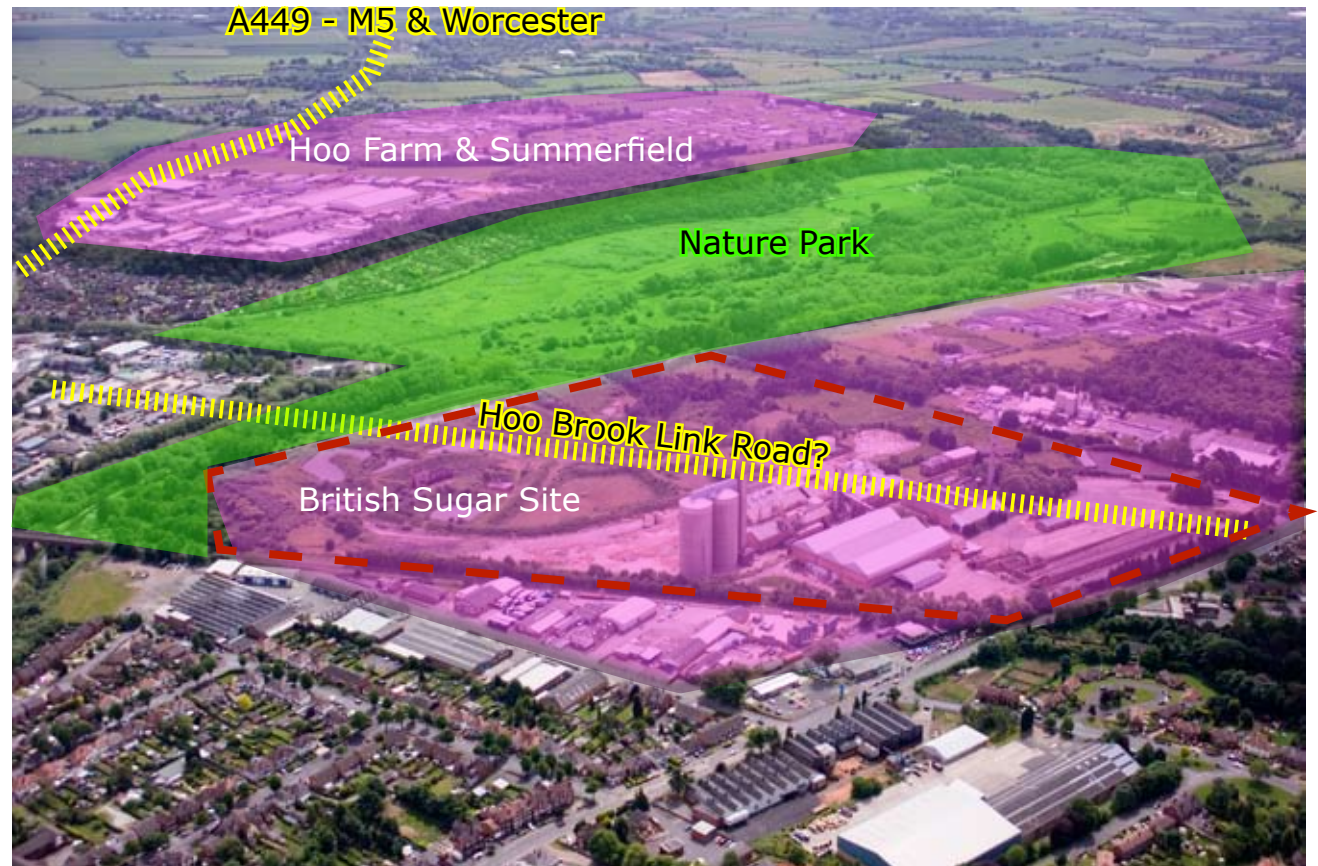 A449 - M5 & Worcester
Hoo Farm & Summerfield
Nature Park
Hoo Brook Link Road?
British Sugar Site